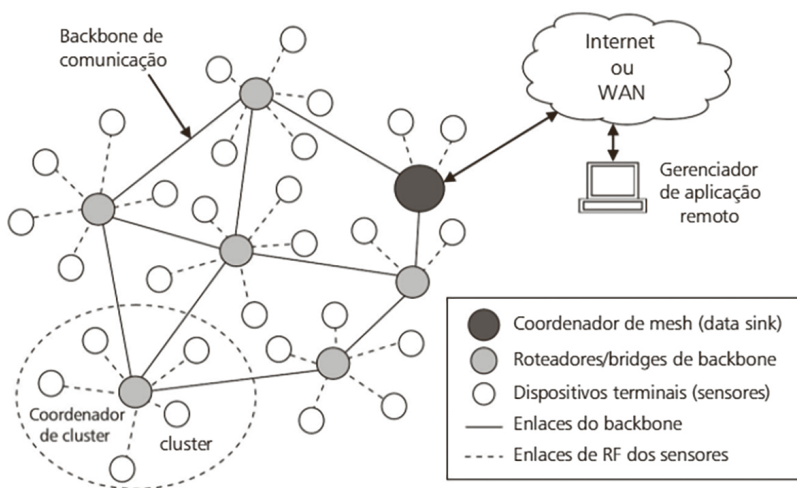 Backbone de
comunicação
Internet
ou
WAN
Gerenciador
de aplicação
remoto
Coordenador
de cluster
cluster
Coordenador de mesh (data sink)
Roteadores/bridges de backbone
Dispositivos terminais (sensores)
Enlaces do backbone
Enlaces de RF dos sensores